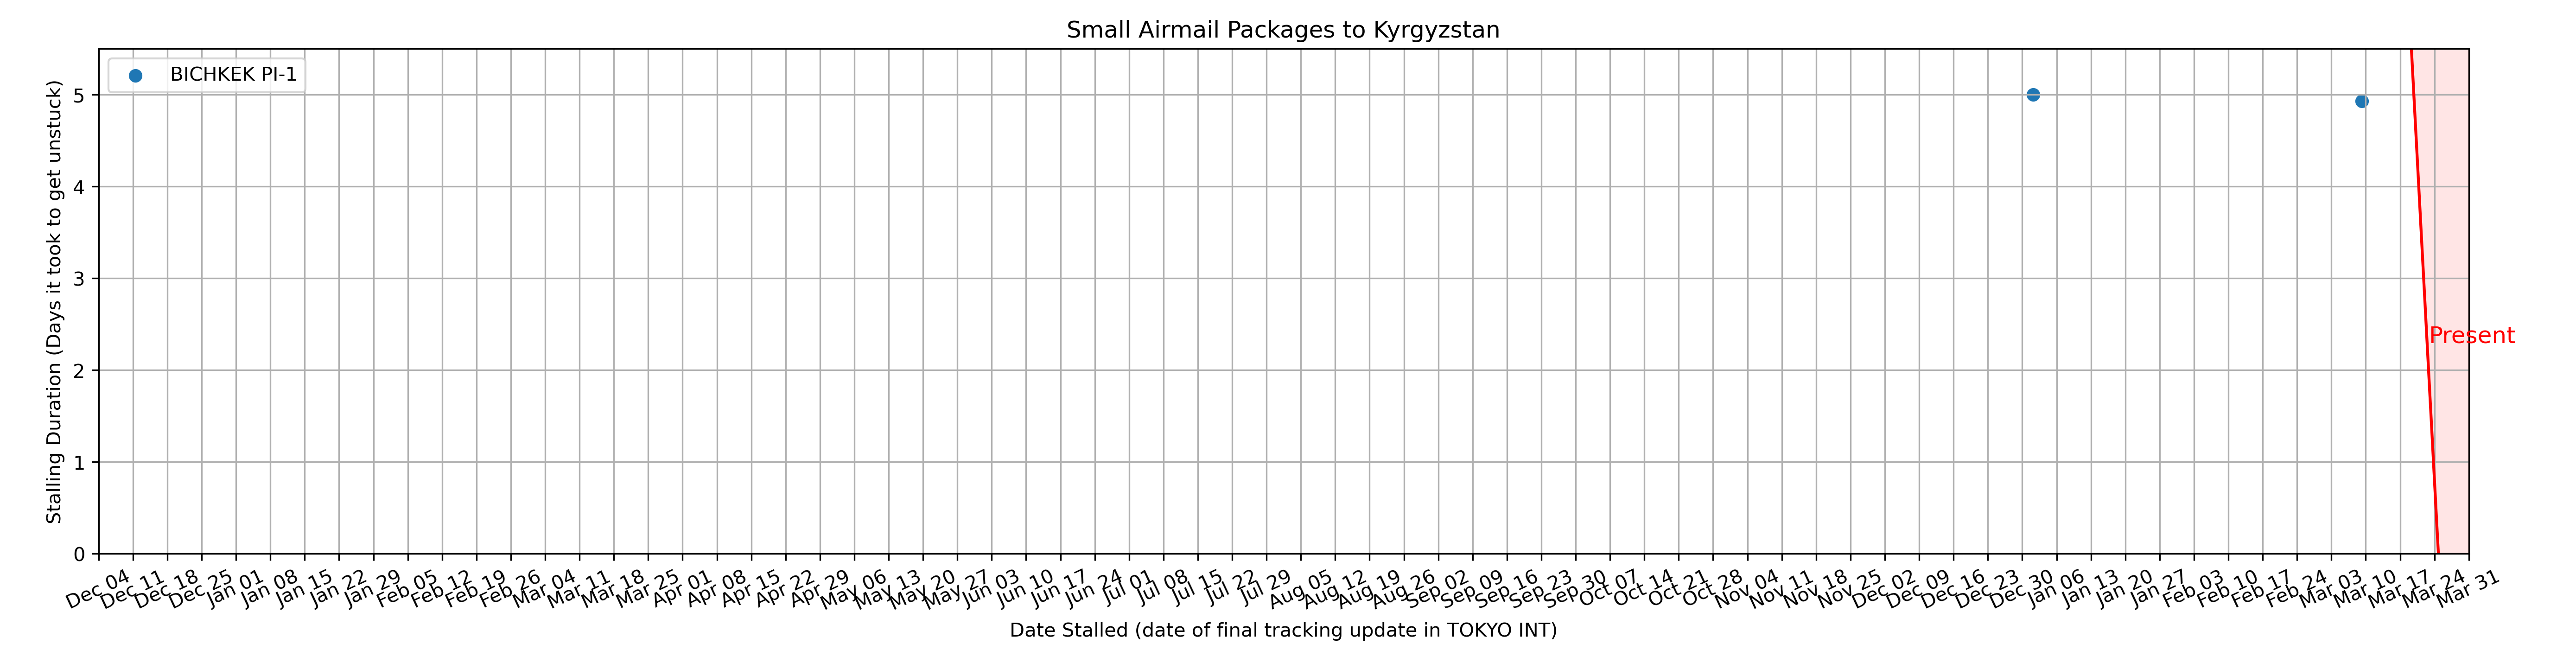 Small Airmail Packages to Kyrgyzstan
BICHKEK PI-1
Stalling Duration (Days it took to get unstuck)
5
4
3
2
1
0
Present
Dec 04 Dec 11 Dec 18 Dec 25 Jan 01 Jan 08 Jan 15 Jan 22 Jan 29 Feb 05 Feb 12 Feb 19 Feb 26 Mar 04 Mar 11 Mar 18 Mar 25 Apr 01 Apr 08 Apr 15 Apr 22 Apr 29 May 06 May 13 May 20 May 27 Jun 03 Jun 10 Jun 17 Jun 24 Jul 01 Jul 08 Jul 15 Jul 22 Jul 29 Aug 05 Aug 12 Aug 19 Aug 26 Sep 02 Sep 09 Sep 16 Sep 23 Sep 30 Oct 07 Oct 14 Oct 21 Oct 28 Nov 04 Nov 11 Nov 18 Nov 25 Dec 02 Dec 09 Dec 16 Dec 23 Dec 30 Jan 06 Jan 13 Jan 20 Jan 27 Feb 03 Feb 10 Feb 17 Feb 24 Mar 03 Mar 10 Mar 17 Mar 24 Mar 31
Date Stalled (date of final tracking update in TOKYO INT)